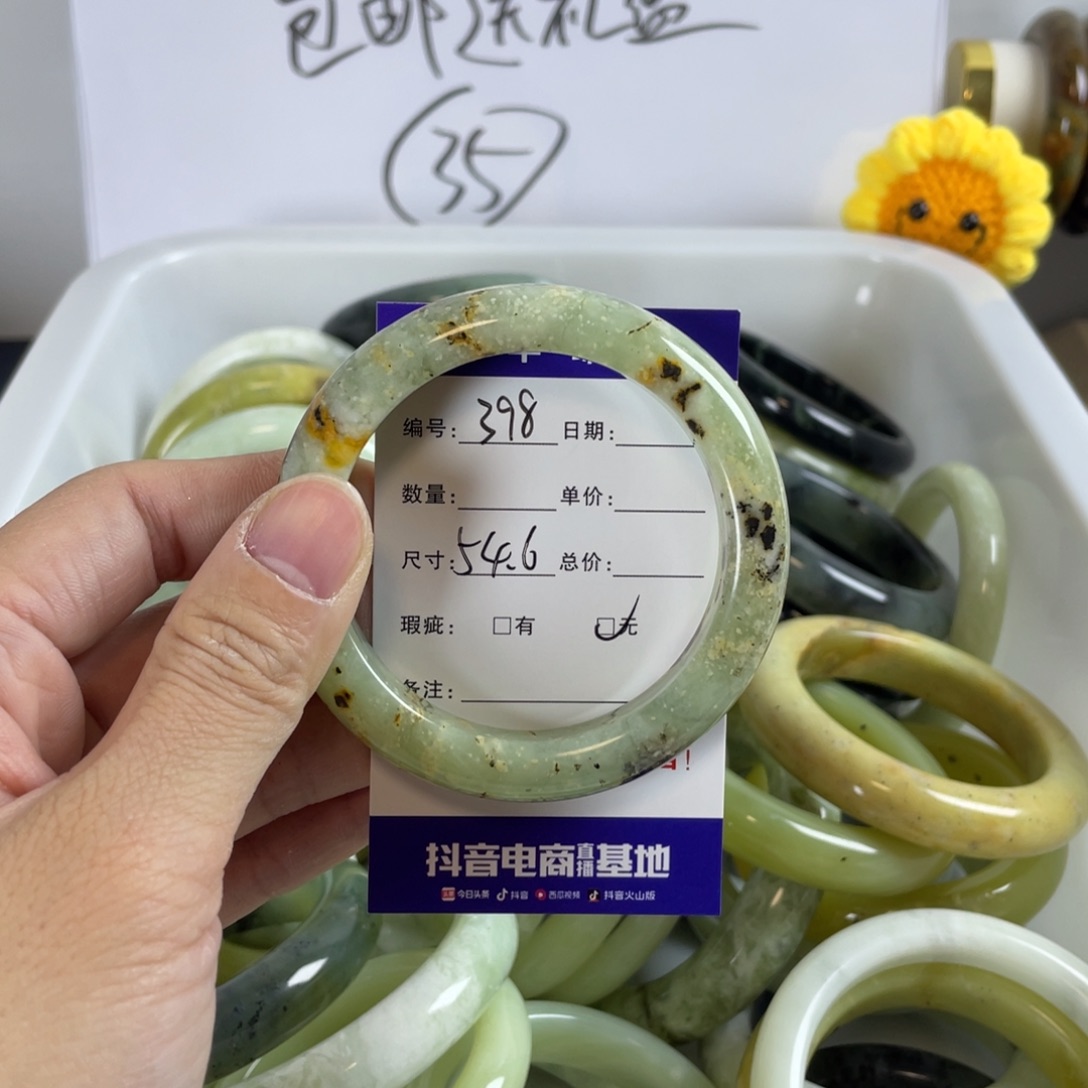 包邮送礼盒
35
编号: 398 日期:
数量: 单价:
尺寸: 54.6 总价:
瑕疵: □有 □无
备注:
抖音电商直播基地
今日头条 抖音 西瓜视频 抖音火山版